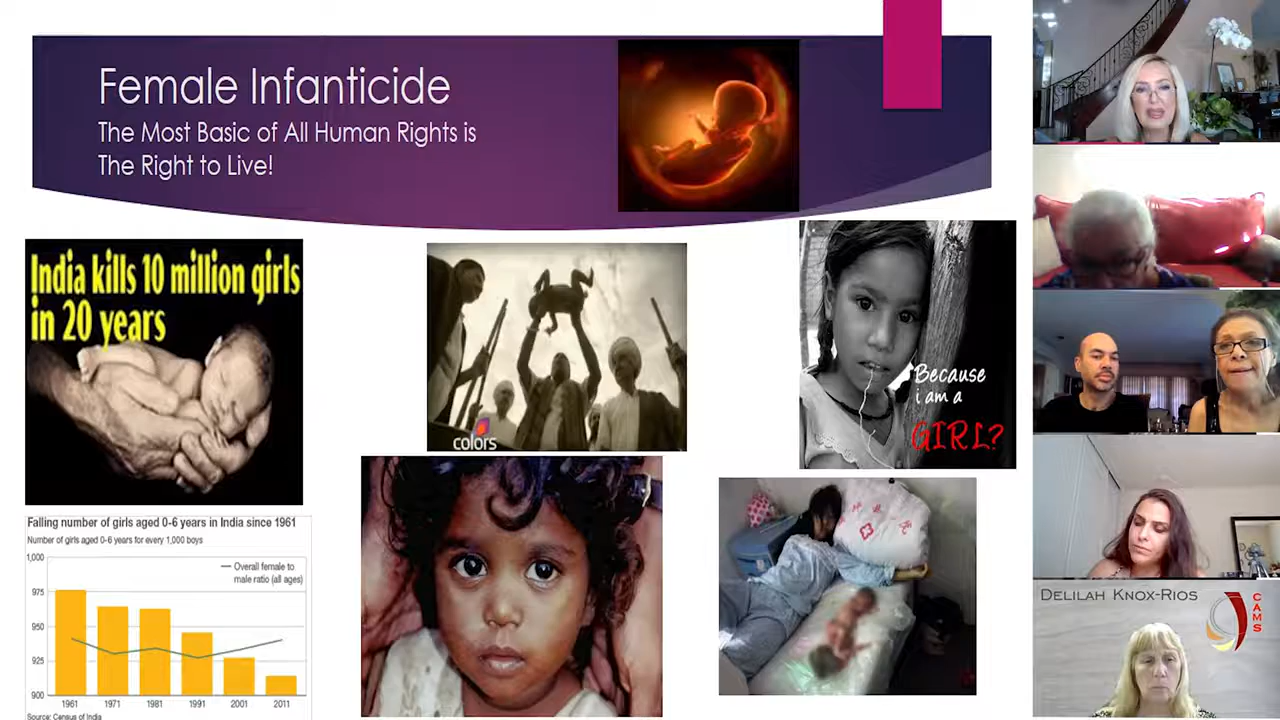 Female Infanticide
The Most Basic of All Human Rights is
The Right to Live!
India kills 10 million girls
in 20 years
colors
Because
i am a
GIRL?
Falling number of girls aged 0-6 years in India since 1961
Number of girls aged 0-6 years for every 1,000 boys
Overall female to
male ratio (all ages)
1,000
975
950
925
900
1961 1971 1981 1991 2001 2011
Source: Census of India
DELILAH KNOX-RIOS
CAMS